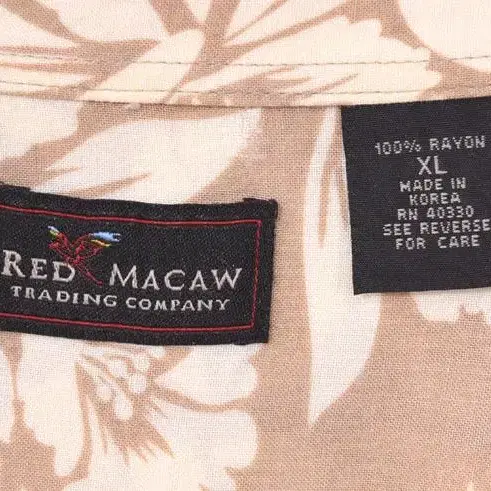 RED MACAW
TRADING COMPANY
100% RAYON
XL
MADE IN
KOREA
RN 40330
SEE REVERSE
FOR CARE